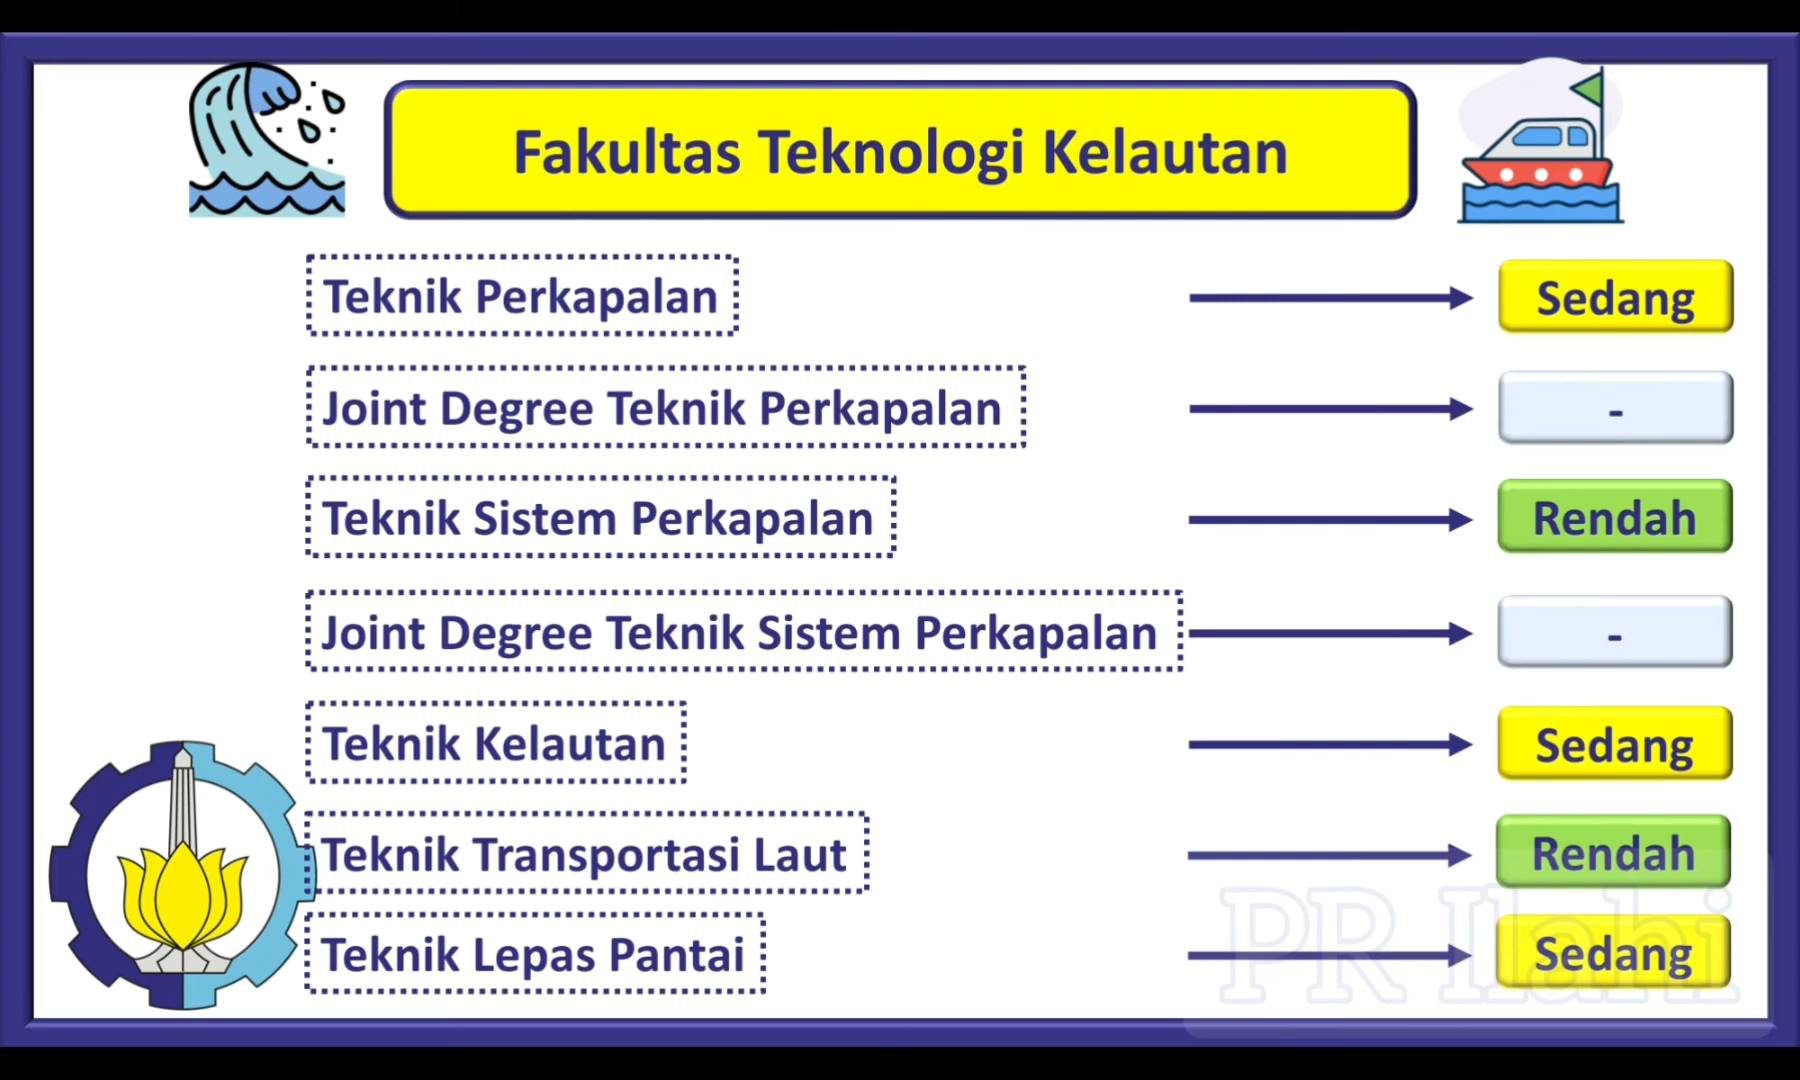 Fakultas Teknologi Kelautan
Teknik Perkapalan Sedang
Joint Degree Teknik Perkapalan -
Teknik Sistem Perkapalan Rendah
Joint Degree Teknik Sistem Perkapalan -
Teknik Kelautan Sedang
Teknik Transportasi Laut Rendah
Teknik Lepas Pantai Sedang
PR Ilahi